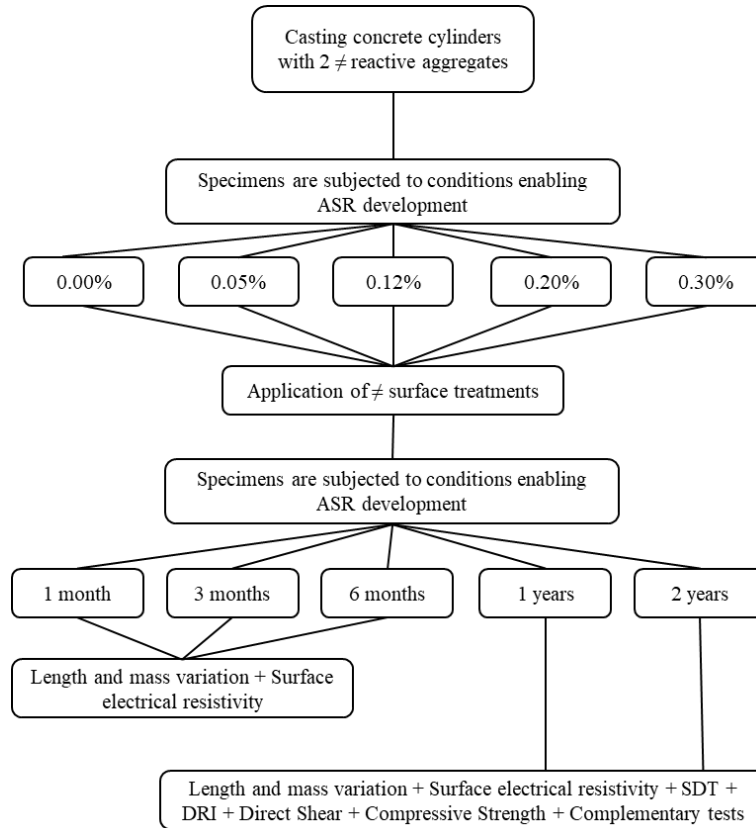 Casting concrete cylinders
with 2 ≠ reactive aggregates
Specimens are subjected to conditions enabling
ASR development
0.00%
0.05%
0.12%
0.20%
0.30%
Application of ≠ surface treatments
Specimens are subjected to conditions enabling
ASR development
1 month
3 months
6 months
1 years
2 years
Length and mass variation + Surface
electrical resistivity
Length and mass variation + Surface electrical resistivity + SDT +
DRI + Direct Shear + Compressive Strength + Complementary tests